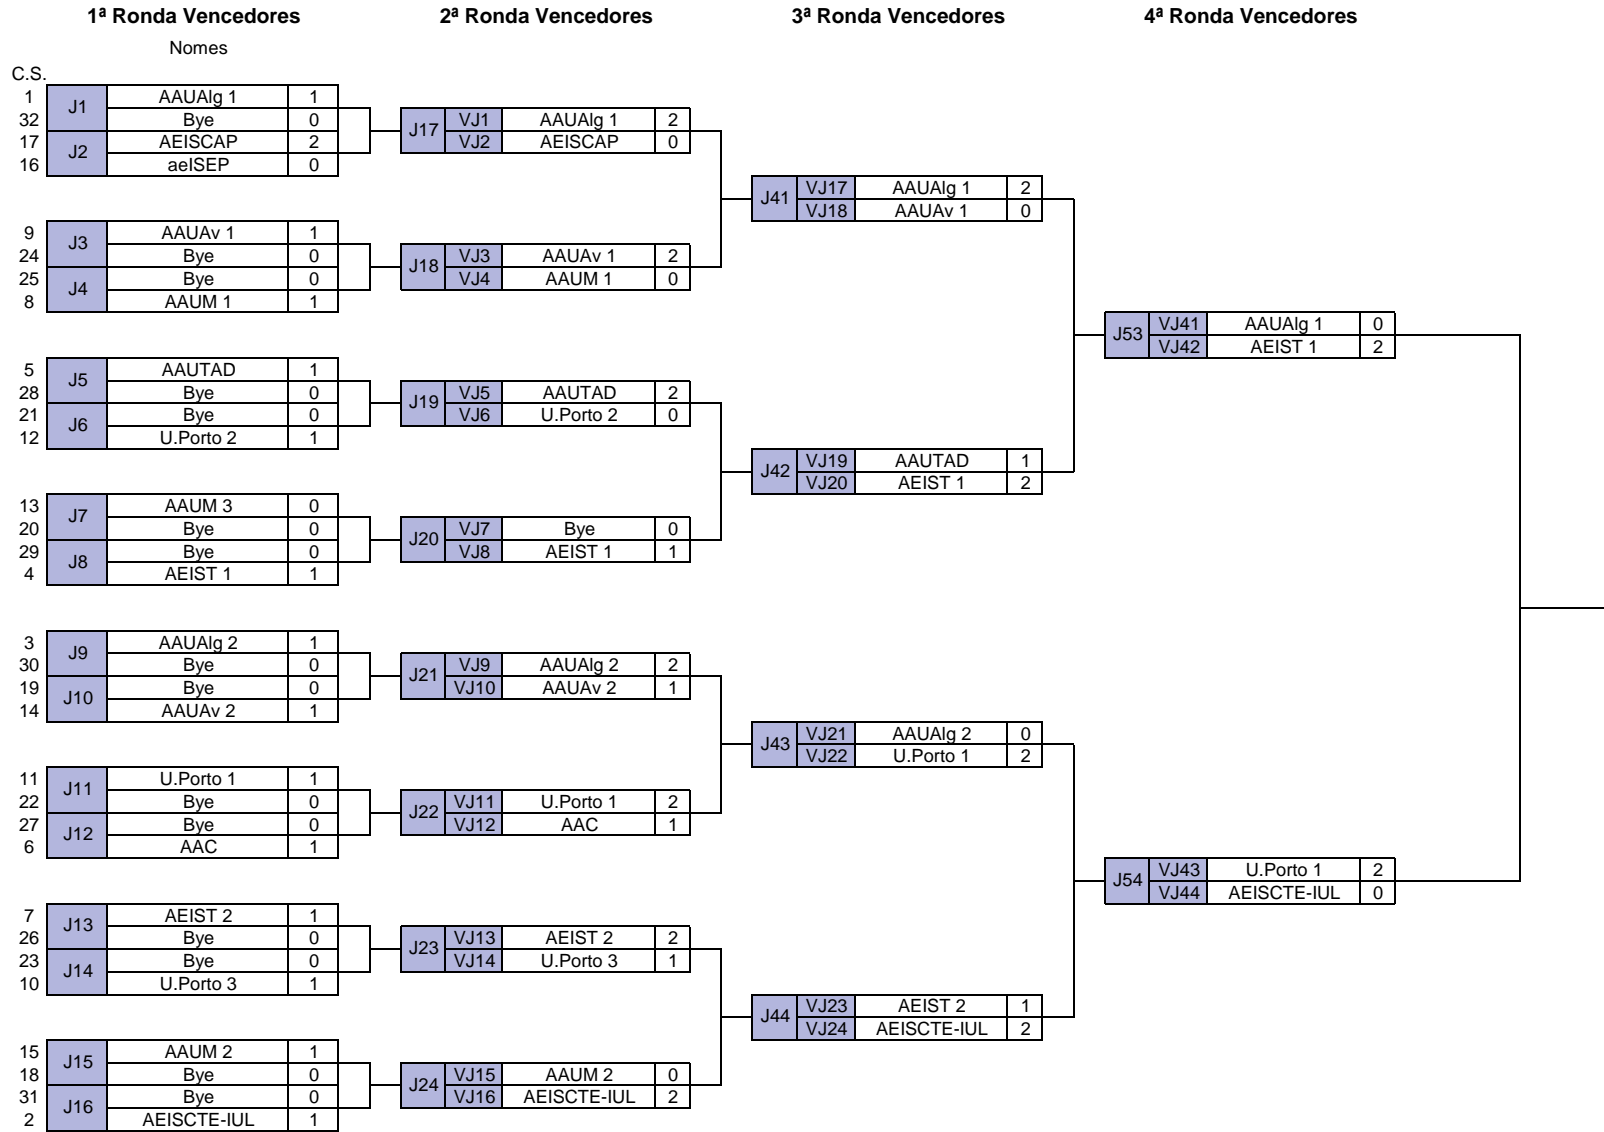 1ª Ronda Vencedores 2ª Ronda Vencedores 3ª Ronda Vencedores 4ª Ronda Vencedores
Nomes
C.S.
1 J1 AAUAlg 1 1
32 Bye 0
17 J2 AEISCAP 2
16 aeISEP 0
J17 VJ1 AAUAlg 1 2
VJ2 AEISCAP 0
J41 VJ17 AAUAlg 1 2
VJ18 AAUAv 1 0
9 J3 AAUAv 1 1
24 Bye 0
25 J4 Bye 0
8 AAUM 1 1
J18 VJ3 AAUAv 1 2
VJ4 AAUM 1 0
J53 VJ41 AAUAlg 1 0
VJ42 AEIST 1 2
5 J5 AAUTAD 1
28 Bye 0
21 J6 Bye 0
12 U.Porto 2 1
J19 VJ5 AAUTAD 2
VJ6 U.Porto 2 0
J42 VJ19 AAUTAD 1
VJ20 AEIST 1 2
13 J7 AAUM 3 0
20 Bye 0
29 J8 Bye 0
4 AEIST 1 1
J20 VJ7 Bye 0
VJ8 AEIST 1 1
3 J9 AAUAlg 2 1
30 Bye 0
19 J10 Bye 0
14 AAUAv 2 1
J21 VJ9 AAUAlg 2 2
VJ10 AAUAv 2 1
J43 VJ21 AAUAlg 2 0
VJ22 U.Porto 1 2
11 J11 U.Porto 1 1
22 Bye 0
27 J12 Bye 0
6 AAC 1
J22 VJ11 U.Porto 1 2
VJ12 AAC 1
J54 VJ43 U.Porto 1 2
VJ44 AEISCTE-IUL 0
7 J13 AEIST 2 1
26 Bye 0
23 J14 Bye 0
10 U.Porto 3 1
J23 VJ13 AEIST 2 2
VJ14 U.Porto 3 1
J44 VJ23 AEIST 2 1
VJ24 AEISCTE-IUL 2
15 J15 AAUM 2 1
18 Bye 0
31 J16 Bye 0
2 AEISCTE-IUL 1
J24 VJ15 AAUM 2 0
VJ16 AEISCTE-IUL 2